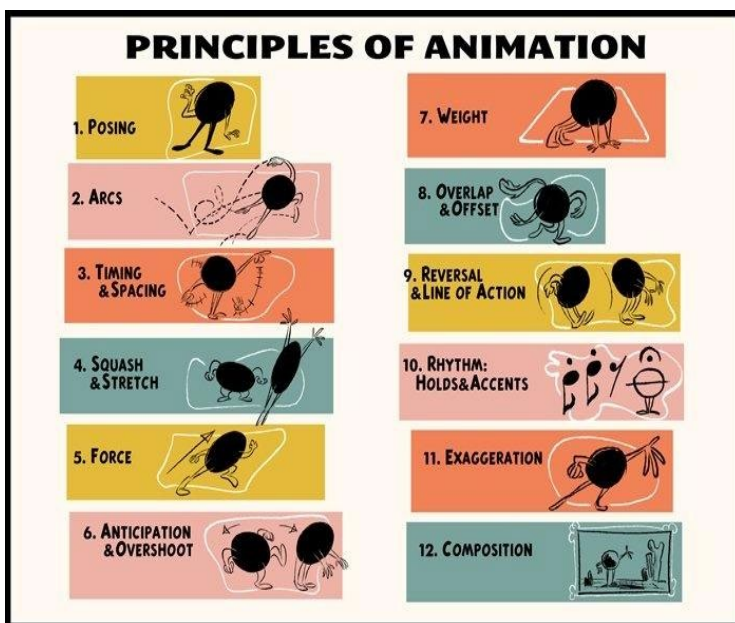 PRINCIPLES OF ANIMATION
1. POSING
2. ARCS
3. TIMING
&SPACING
4. SQUASH
&STRETCH
5. FORCE
6. ANTICIPATION
&OVERSHOOT
7. WEIGHT
8. OVERLAP
&OFFSET
9. REVERSAL
&LINE OF ACTION
10. RHYTHM:
HOLDS&ACCENTS
11. EXAGGERATION
12. COMPOSITION